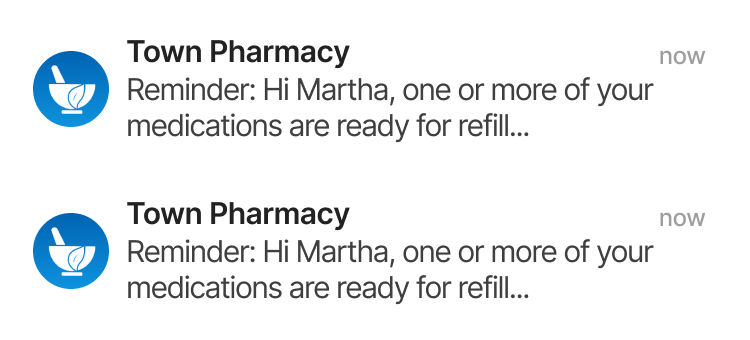 Town Pharmacy
now
Reminder: Hi Martha, one or more of your
medications are ready for refill...
Town Pharmacy
now
Reminder: Hi Martha, one or more of your
medications are ready for refill...